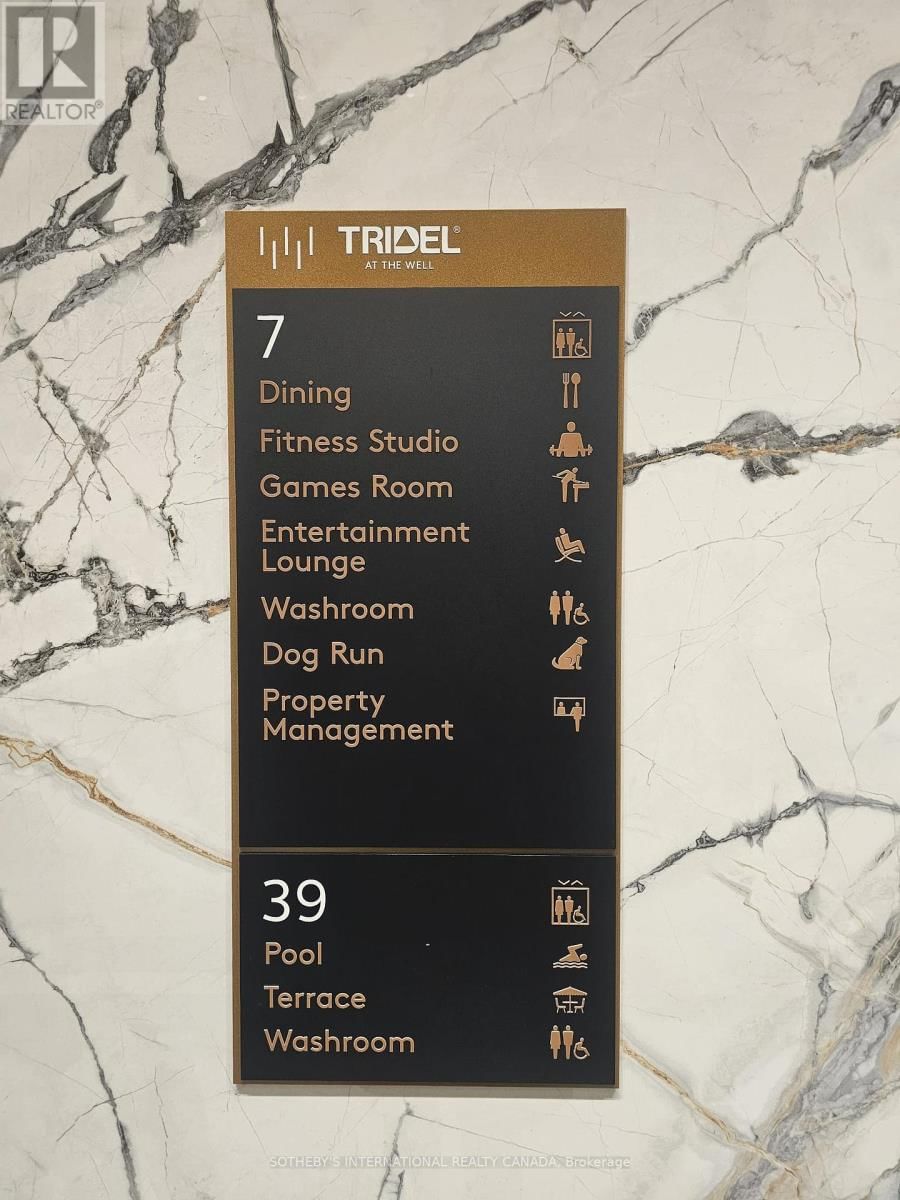 R
REALTOR®
TRIDEL®
AT THE WELL
7
Dining
Fitness Studio
Games Room
Entertainment
Lounge
Washroom
Dog Run
Property
Management
39
Pool
Terrace
Washroom
SOTHEBY'S INTERNATIONAL REALTY CANADA, Brokerage